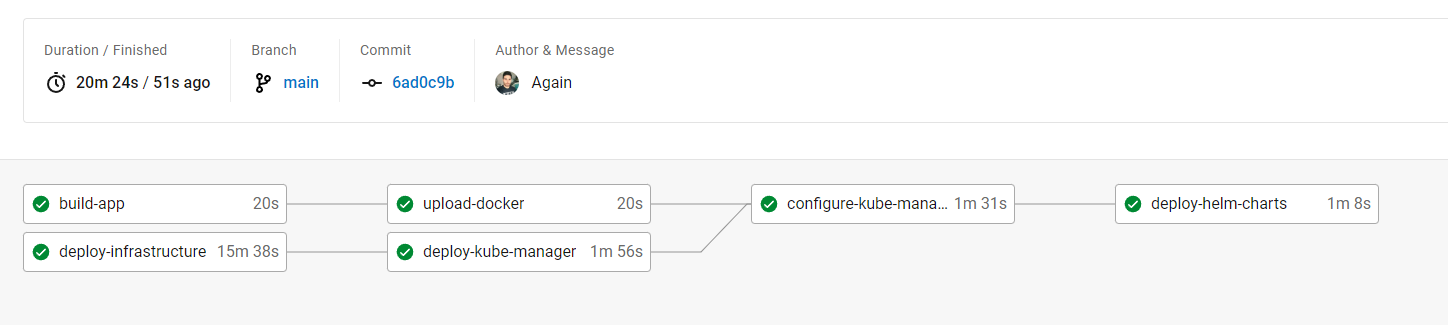 Duration / Finished
20m 24s / 51s ago
Branch
main
Commit
6ad0c9b
Author & Message
Again
build-app 20s
upload-docker 20s
configure-kube-mana... 1m 31s
deploy-helm-charts 1m 8s
deploy-infrastructure 15m 38s
deploy-kube-manager 1m 56s